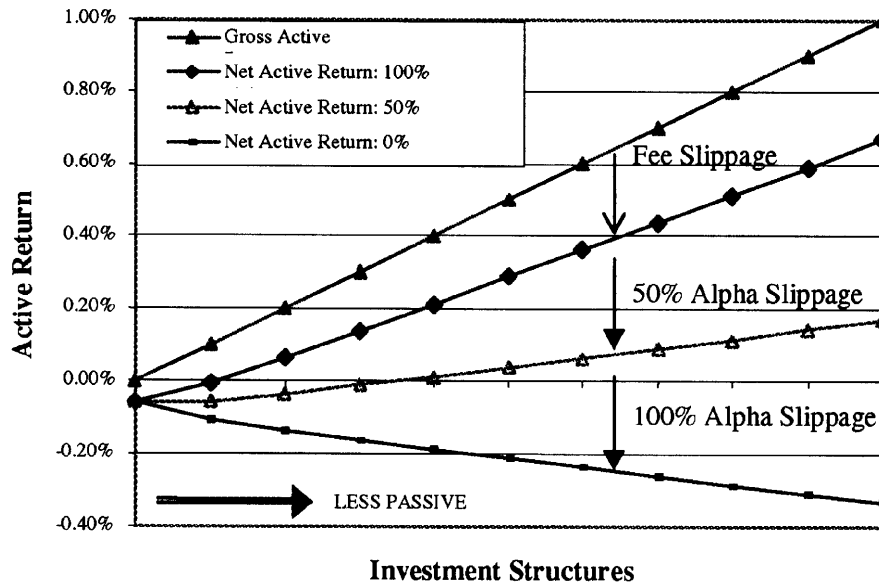 1.00%
Gross Active
Net Active Return: 100%
0.80%
Net Active Return: 50%
Net Active Return: 0%
0.60%
Fee Slippage
0.40%
50% Alpha Slippage
0.20%
0.00%
100% Alpha Slippage
-0.20%
LESS PASSIVE
-0.40%
Active Return
Investment Structures